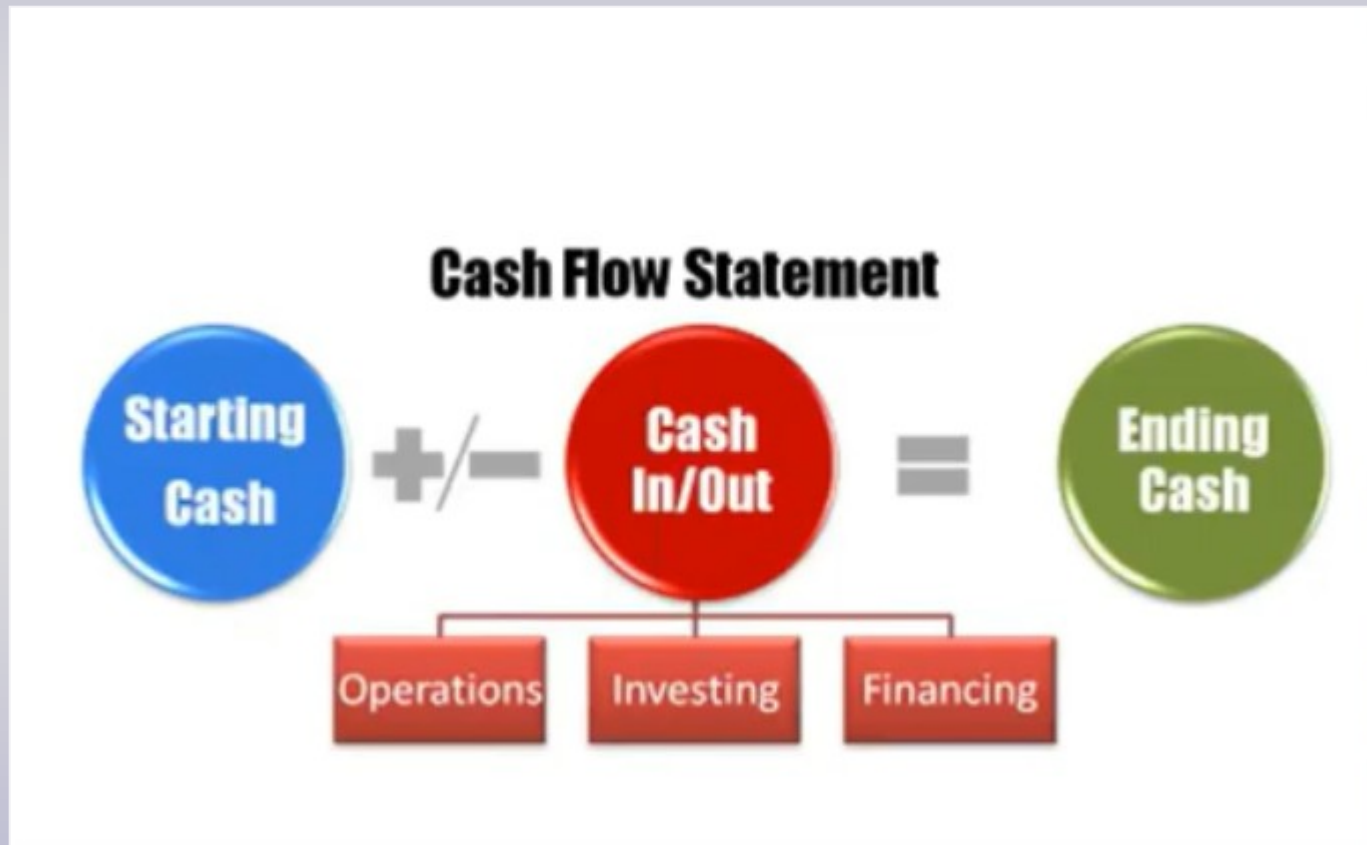 Cash Flow Statement
Starting
Cash
+/-
Cash
In/Out
=
Ending
Cash
Operations
Investing
Financing